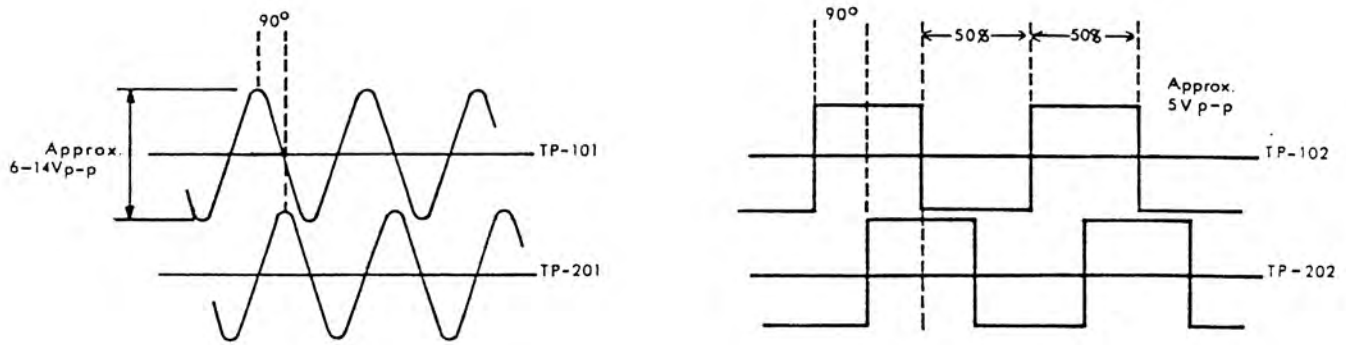 90°
Approx.
6-14Vp-p
TP-101
TP-201
90°
50%
50%
Approx.
5V p-p
TP-102
TP-202